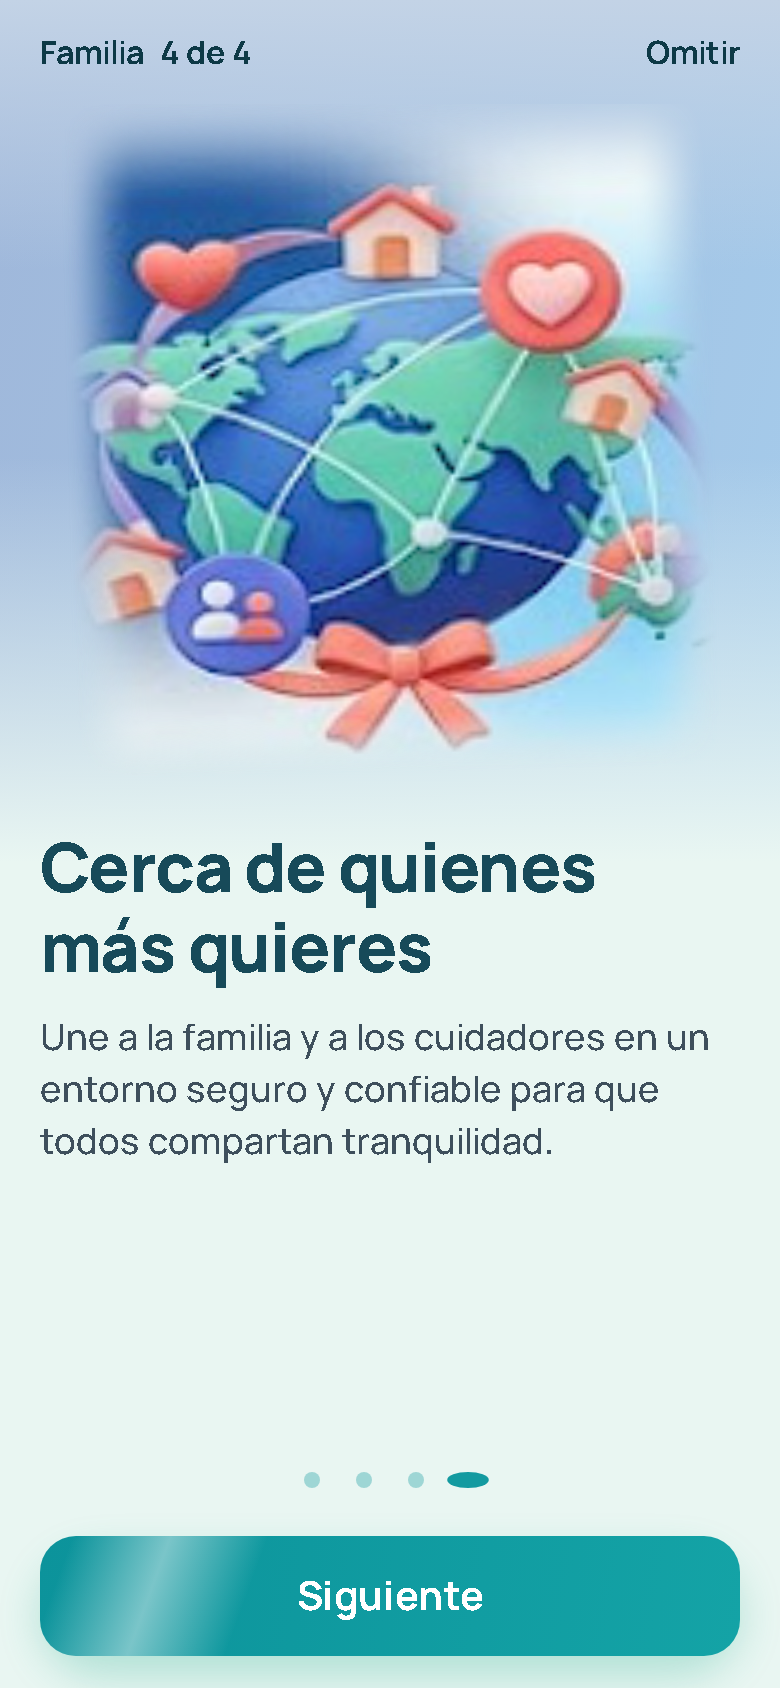 Familia 4 de 4
Omitir
Cerca de quienes
más quieres
Une a la familia y a los cuidadores en un
entorno seguro y confiable para que
todos compartan tranquilidad.
Siguiente